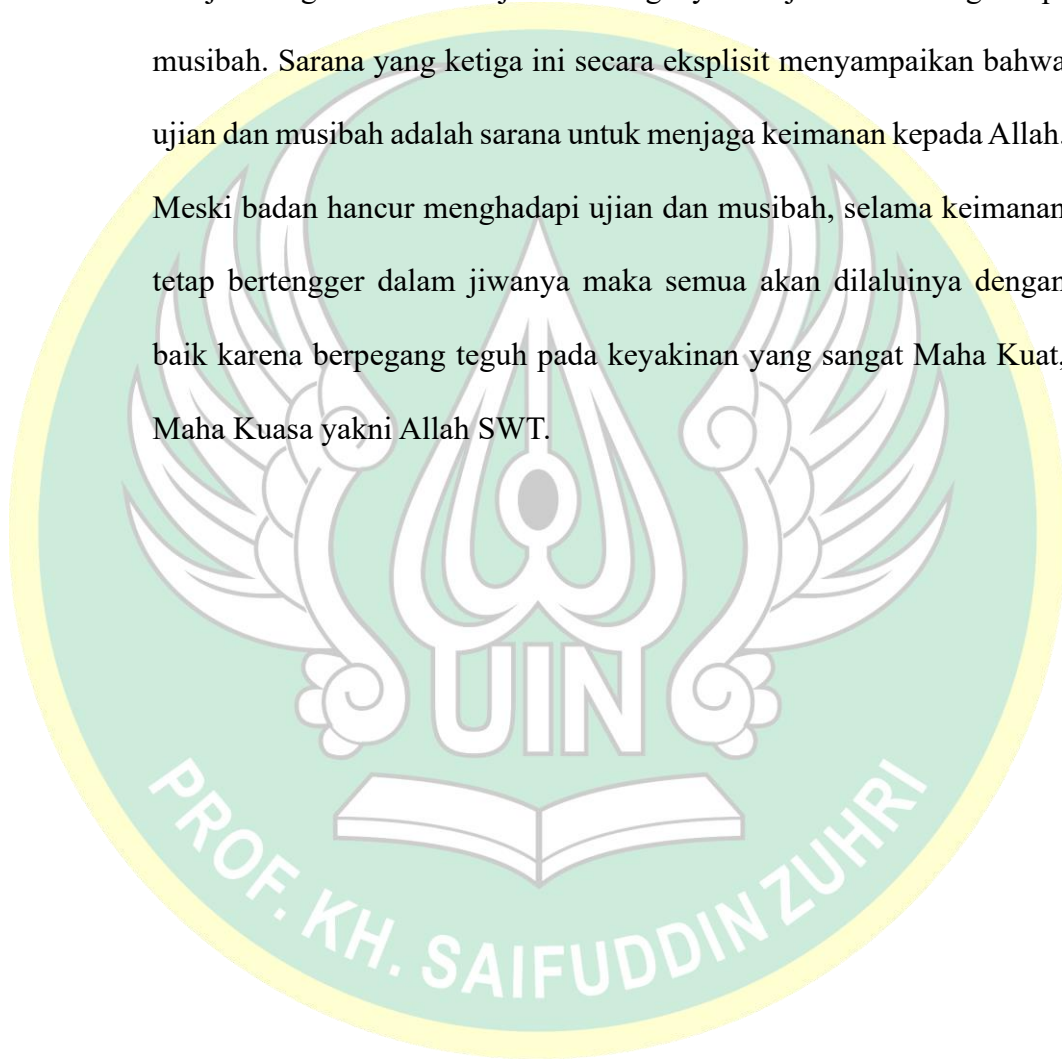 musibah. Sarana yang ketiga ini secara eksplisit menyampaikan bahwa
ujian dan musibah adalah sarana untuk menjaga keimanan kepada Allah.
Meski badan hancur menghadapi ujian dan musibah, selama keimanan
tetap bertengger dalam jiwanya maka semua akan dilaluinya dengan
baik karena berpegang teguh pada keyakinan yang sangat Maha Kuat,
Maha Kuasa yakni Allah SWT.
UIN
PROF. KH. SAIFUDDIN ZUHRI